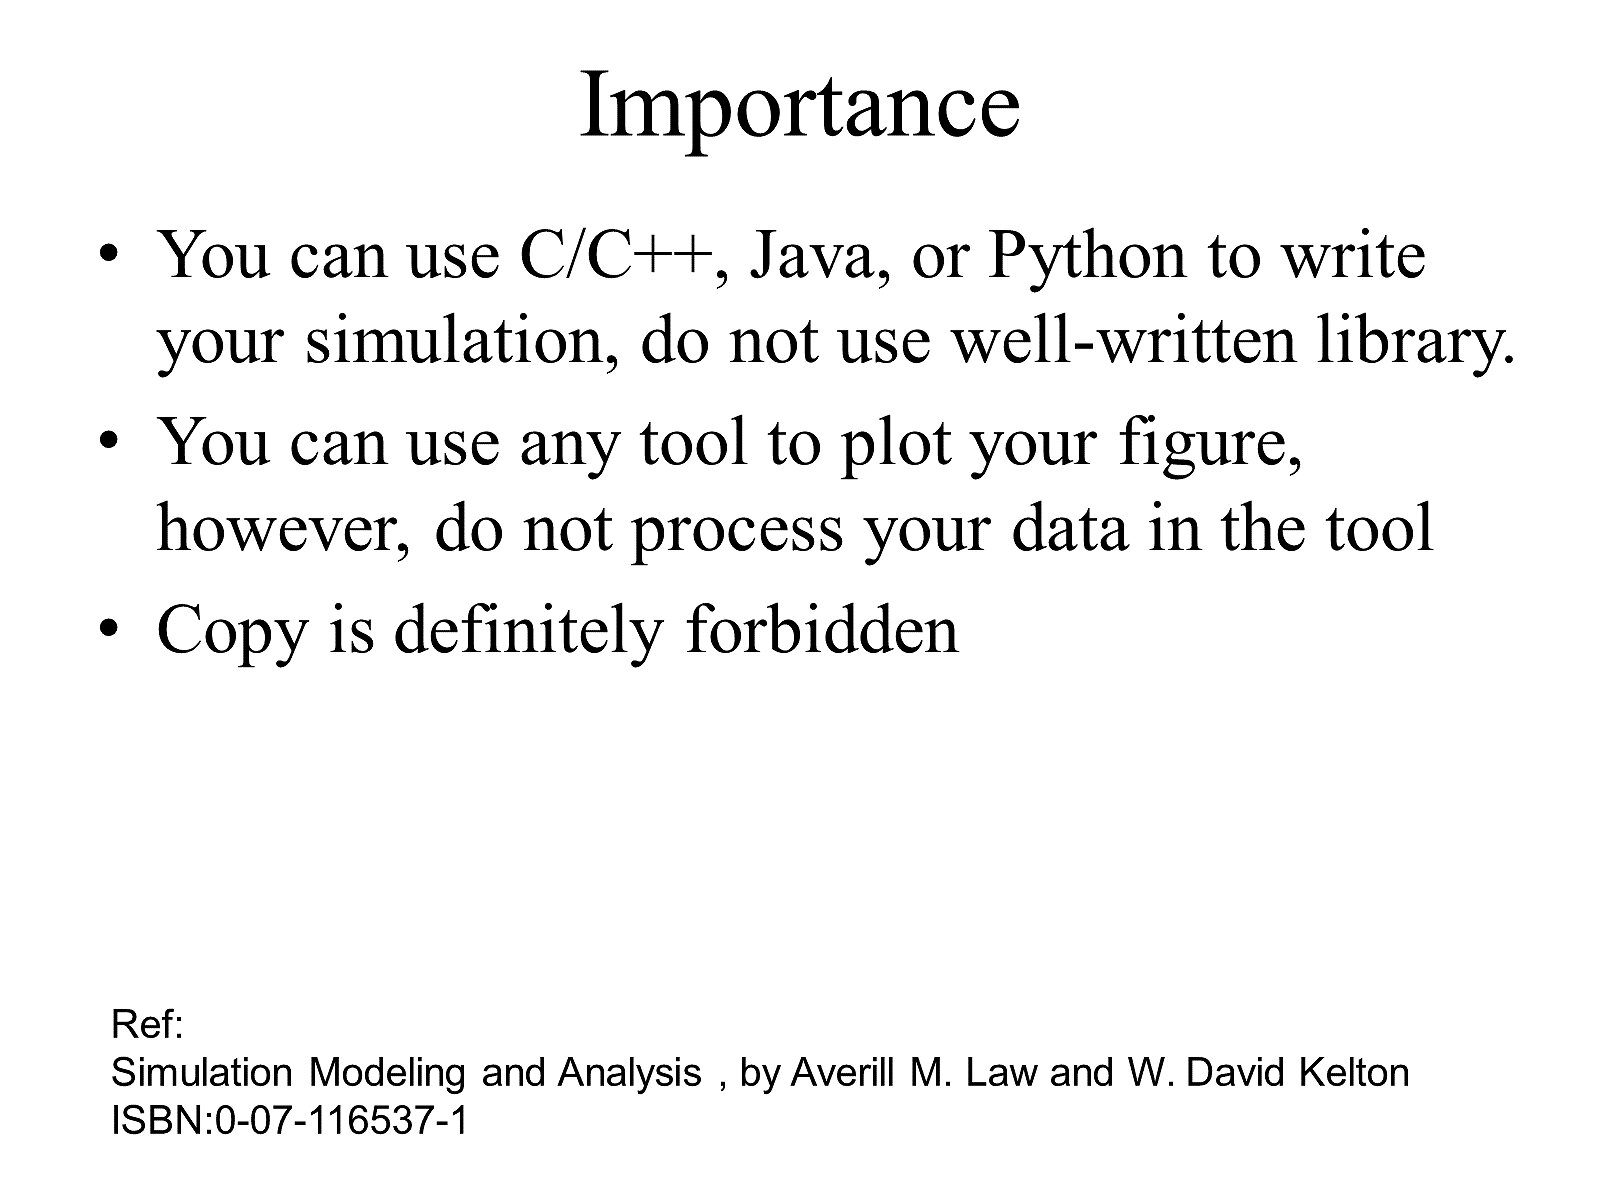 Importance
• You can use C/C++, Java, or Python to write
your simulation, do not use well-written library.
• You can use any tool to plot your figure,
however, do not process your data in the tool
• Copy is definitely forbidden
Ref:
Simulation Modeling and Analysis , by Averill M. Law and W. David Kelton
ISBN:0-07-116537-1